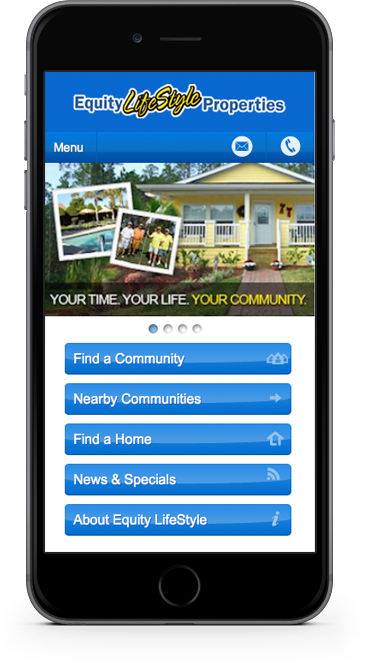 Equity LifeStyle Properties
Menu
YOUR TIME. YOUR LIFE. YOUR COMMUNITY.
Find a Community
Nearby Communities
Find a Home
News & Specials
About Equity LifeStyle